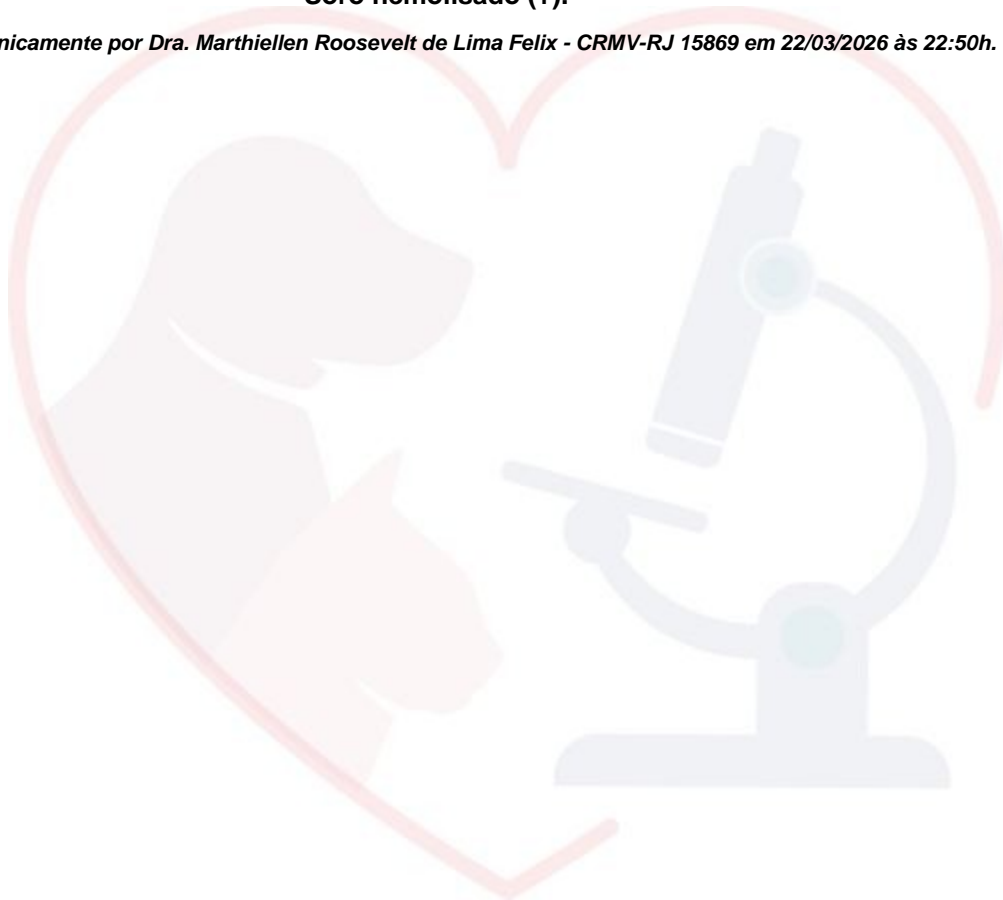 Soro hemolisado (+).
nicamente por Dra. Marthiellen Roosevelt de Lima Felix - CRMV-RJ 15869 em 22/03/2026 às 22:50h.